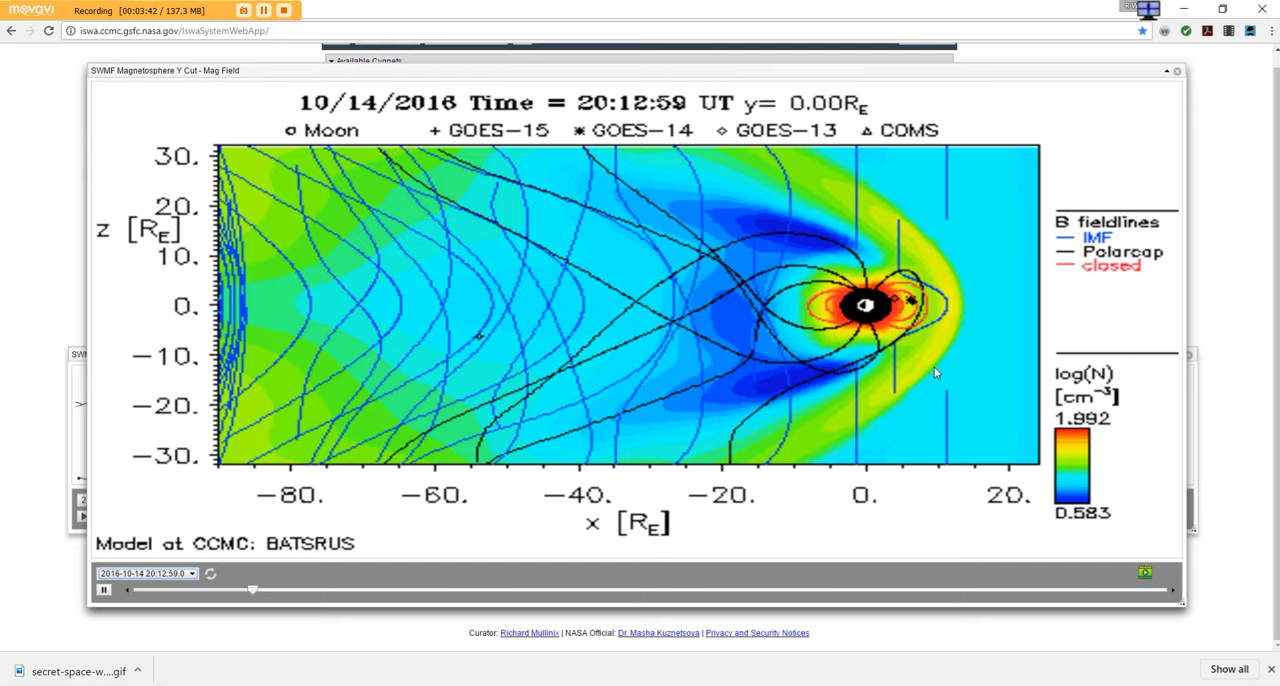 movavi
Recording [00:03:42 / 137.3 MB]
iswa.ccmc.gsfc.nasa.gov/IswaSystemWebApp/
Available Cygnets
SWMF Magnetosphere Y Cut - Mag Field
10/14/2016 Time = 20:12:59 UT y= 0.00RE
Moon GOES-15 GOES-14 GOES-13 COMS
30.
20.
10.
0.
-10.
-20.
-30.
z [RE]
B fieldlines
IMF
Polarcap
closed
log(N)
[cm-3]
1.992
0.583
-80. -60. -40. -20. 0. 20.
x [RE]
Model at CCMC: BATSRUS
2016-10-14 20:12:59.0
Curator: Richard Mullinix | NASA Official: Dr. Masha Kuznetsova | Privacy and Security Notices
secret-space-w....gif
Show all